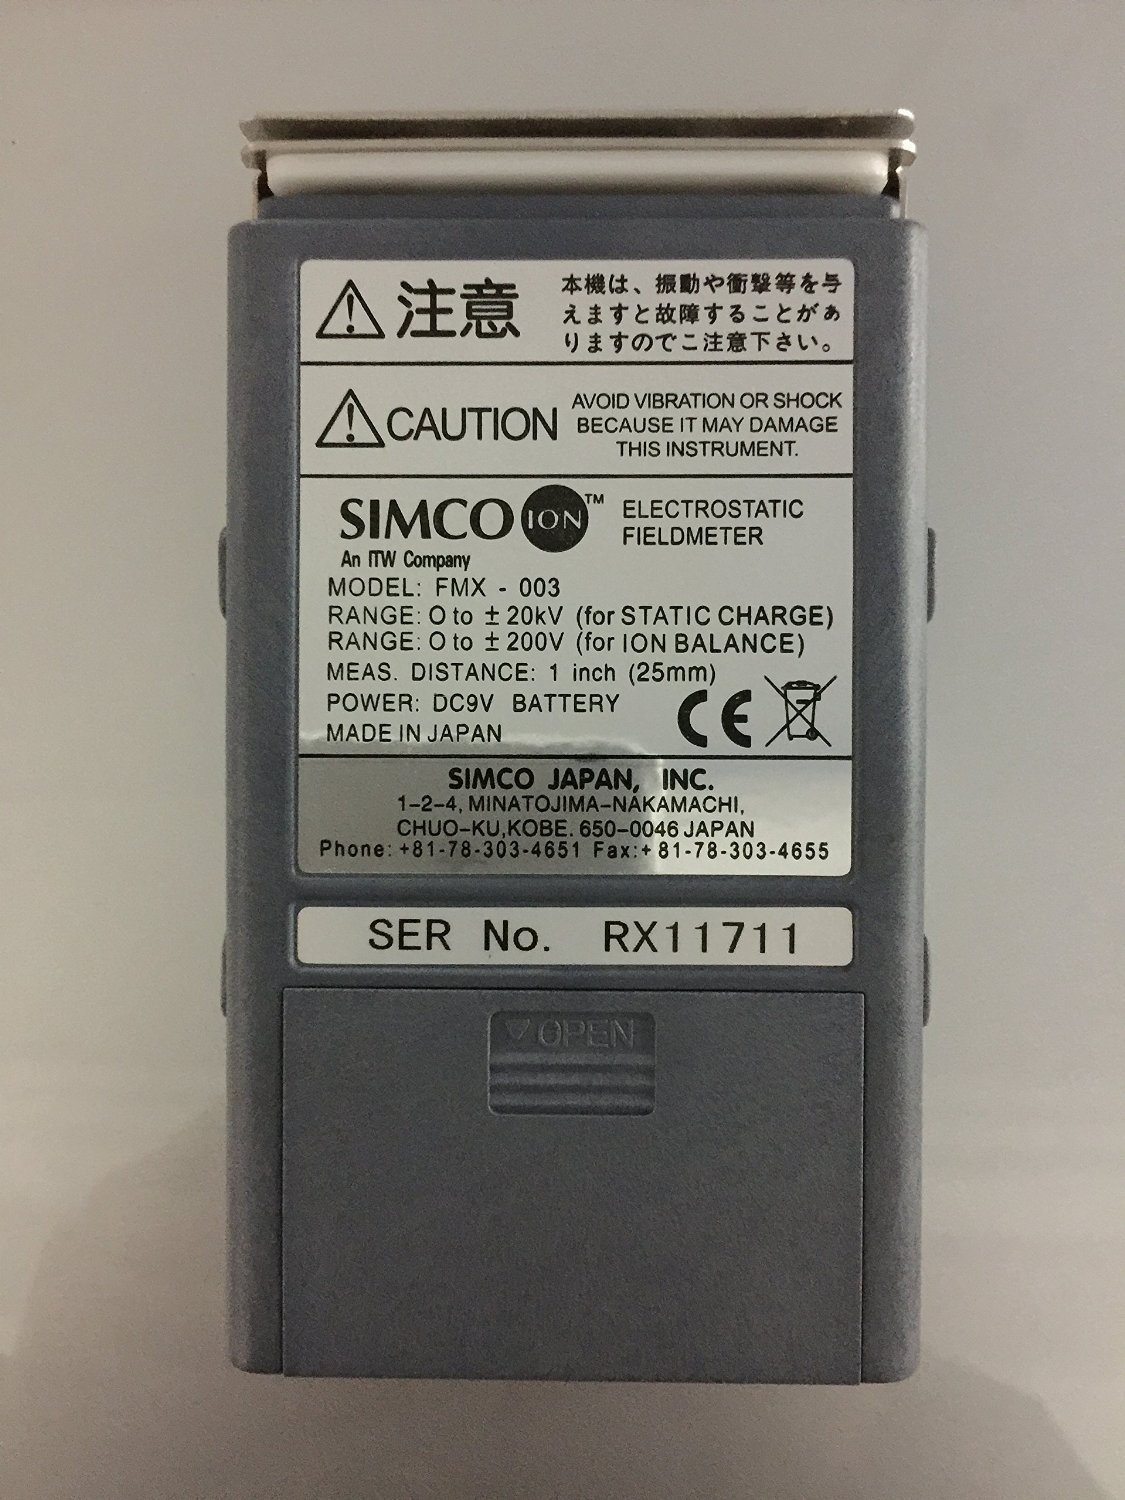 注意
本機は、振動や衝撃等を与
えますと故障することがあ
りますのでご注意下さい。
CAUTION
AVOID VIBRATION OR SHOCK
BECAUSE IT MAY DAMAGE
THIS INSTRUMENT.
SIMCO ION™
An ITW Company
ELECTROSTATIC
FIELDMETER
MODEL: FMX - 003
RANGE: 0 to ±20kV (for STATIC CHARGE)
RANGE: 0 to ±200V (for ION BALANCE)
MEAS. DISTANCE: 1 inch (25mm)
POWER: DC9V BATTERY
MADE IN JAPAN
CE
SIMCO JAPAN, INC.
1-2-4, MINATOJIMA-NAKAMACHI,
CHUO-KU,KOBE. 650-0046 JAPAN
Phone: +81-78-303-4651 Fax:+81-78-303-4655
SER No. RX11711
OPEN